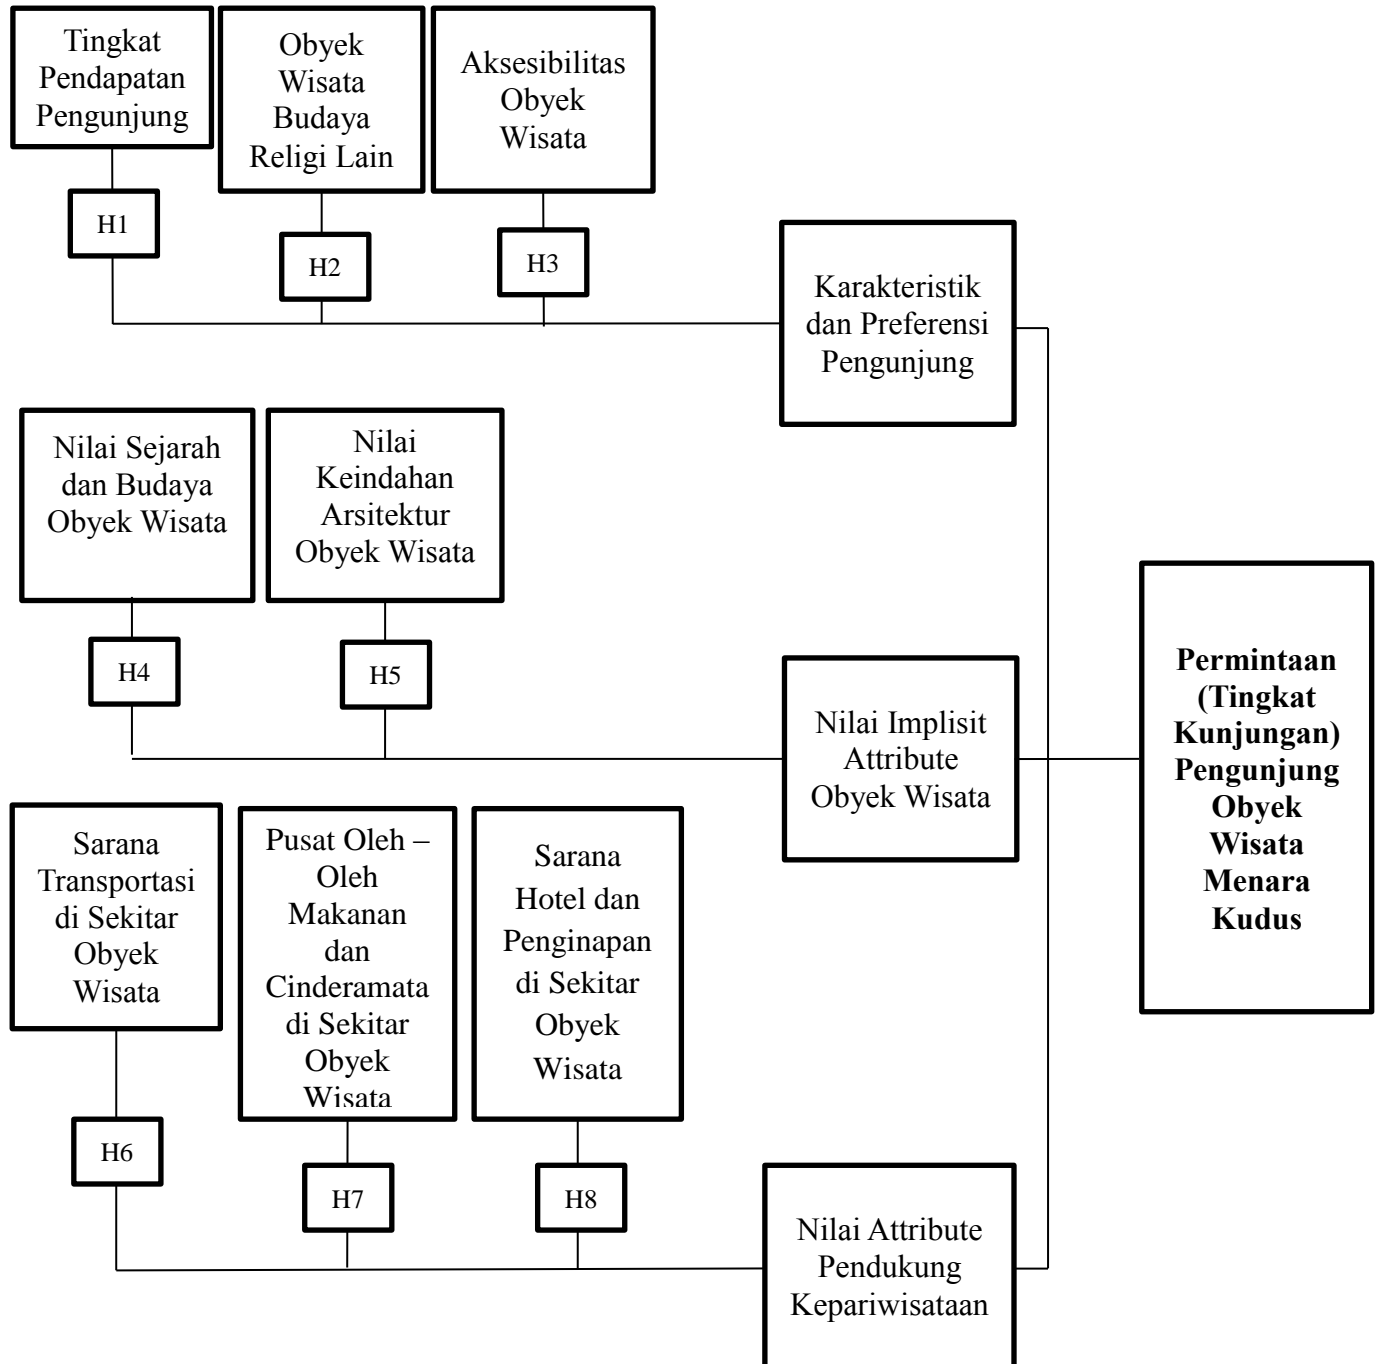 Tingkat
Pendapatan
Pengunjung
Obyek
Wisata
Budaya
Religi Lain
Aksesibilitas
Obyek
Wisata
H1
H2
H3
Karakteristik
dan Preferensi
Pengunjung
Nilai Sejarah
dan Budaya
Obyek Wisata
Nilai
Keindahan
Arsitektur
Obyek Wisata
H4
H5
Nilai Implisit
Attribute
Obyek Wisata
Permintaan
(Tingkat
Kunjungan)
Pengunjung
Obyek
Wisata
Menara
Kudus
Sarana
Transportasi
di Sekitar
Obyek
Wisata
Pusat Oleh –
Oleh
Makanan
dan
Cinderamata
di Sekitar
Obyek
Wisata
Sarana
Hotel dan
Penginapan
di Sekitar
Obyek
Wisata
H6
H7
H8
Nilai Attribute
Pendukung
Kepariwisataan